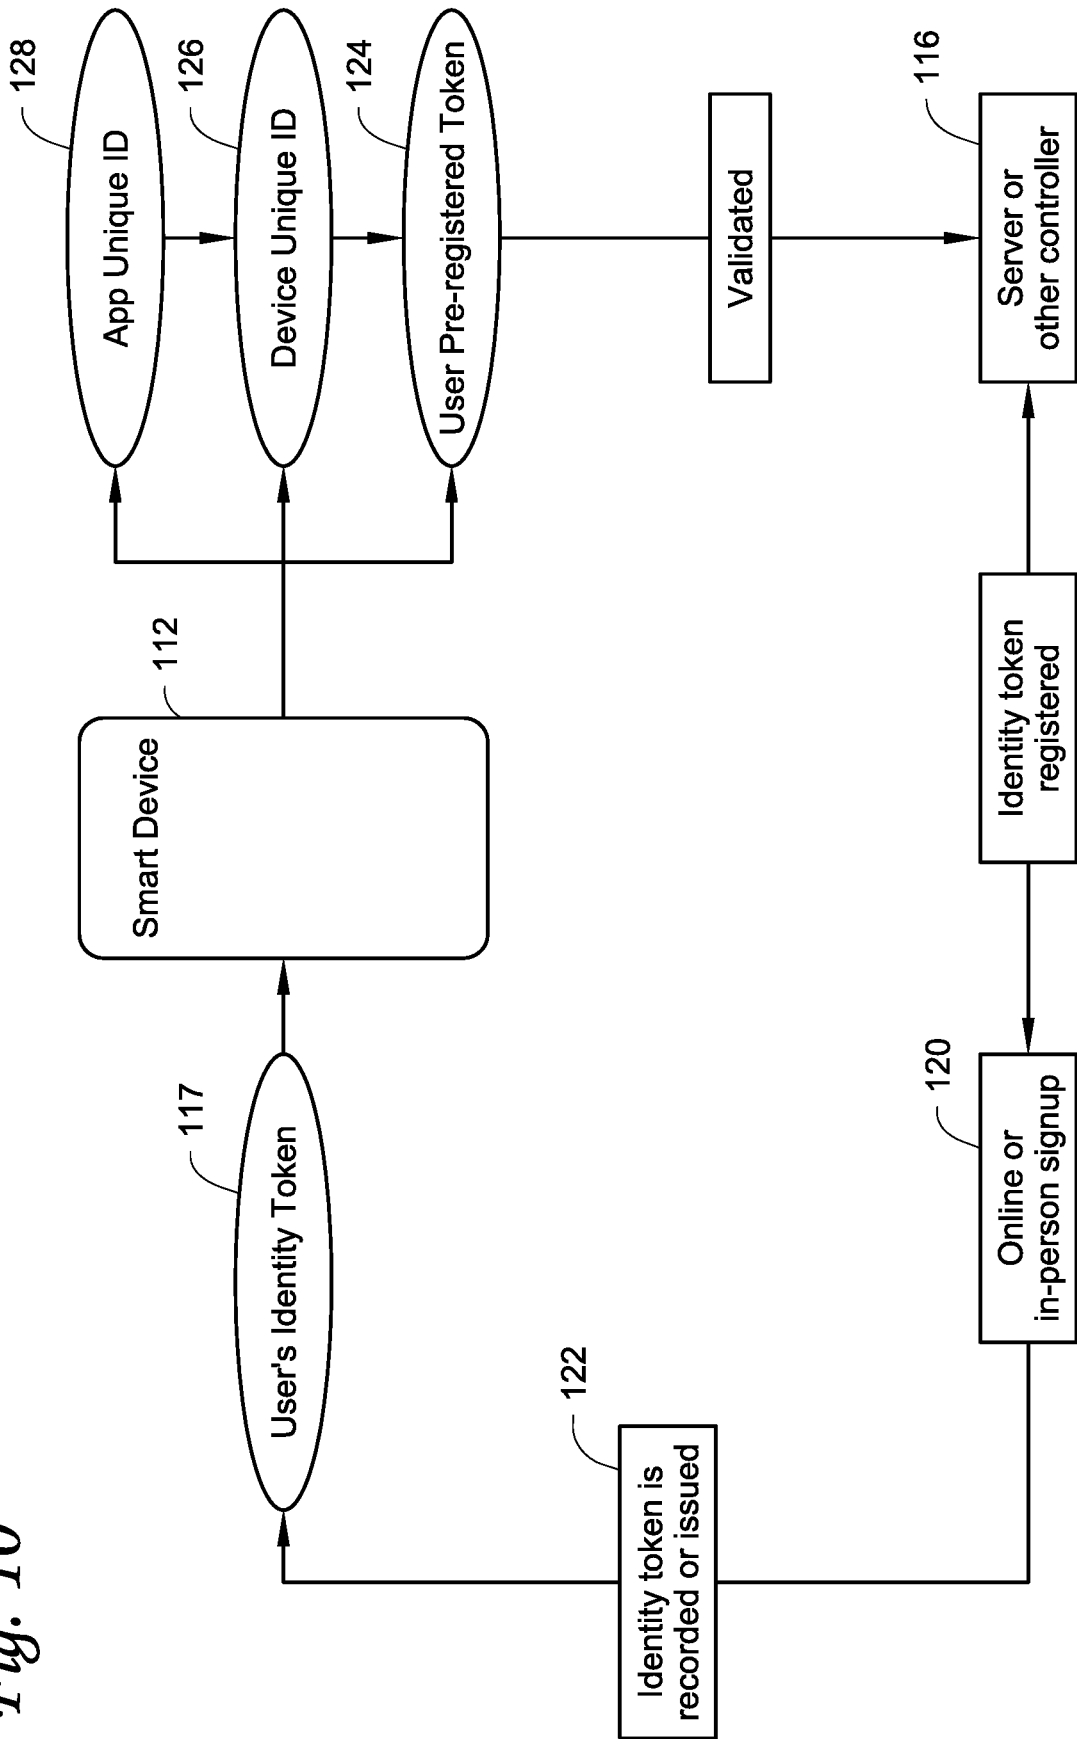 Fig. 10
128
App Unique ID
126
Device Unique ID
124
User Pre-registered Token
112
Smart Device
117
User's Identity Token
122
Identity token is
recorded or issued
Validated
116
Server or
other controller
Identity token
registered
120
Online or
in-person signup